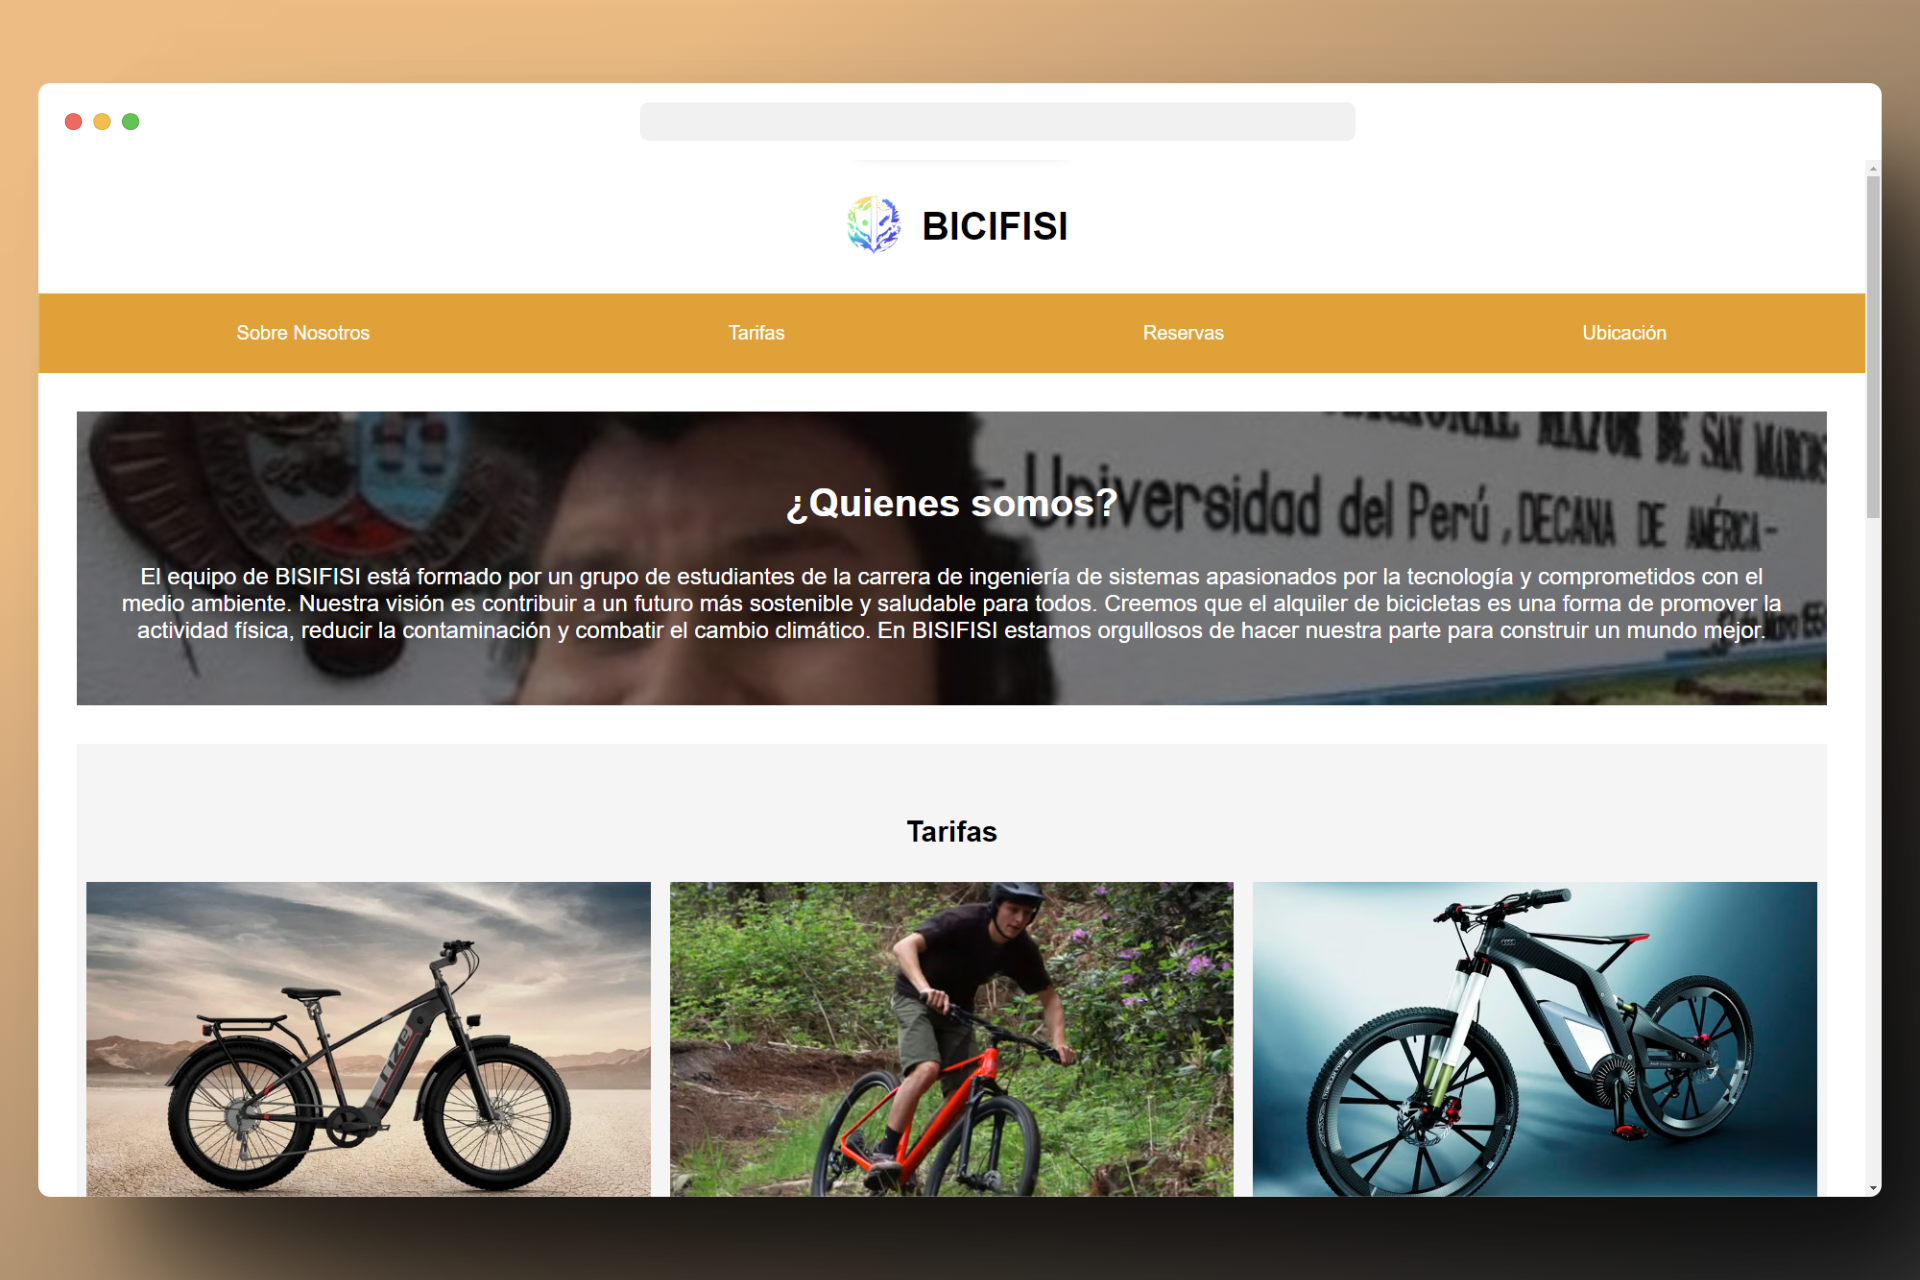 BICIFISI
Sobre Nosotros
Tarifas
Reservas
Ubicación
MAYOR DE SAN MARCOS
- Universidad del Perú, DECANA DE AMÉRICA -
¿Quienes somos?
El equipo de BISIFISI está formado por un grupo de estudiantes de la carrera de ingeniería de sistemas apasionados por la tecnología y comprometidos con el
medio ambiente. Nuestra visión es contribuir a un futuro más sostenible y saludable para todos. Creemos que el alquiler de bicicletas es una forma de promover la
actividad física, reducir la contaminación y combatir el cambio climático. En BISIFISI estamos orgullosos de hacer nuestra parte para construir un mundo mejor.
Tarifas